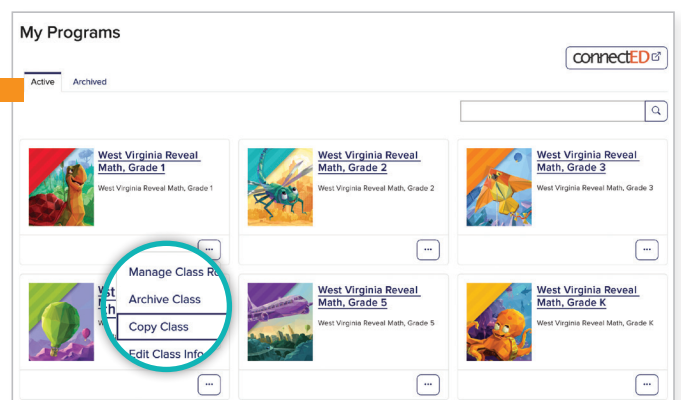 My Programs
connectED
Active Archived
West Virginia Reveal
Math, Grade 1
West Virginia Reveal Math, Grade 1
...
West Virginia Reveal
Math, Grade 2
West Virginia Reveal Math, Grade 2
...
West Virginia Reveal
Math, Grade 3
West Virginia Reveal Math, Grade 3
...
Manage Class
Archive Class
Copy Class
Edit Class Info
...
West Virginia Reveal
Math, Grade 5
West Virginia Reveal Math, Grade 5
...
West Virginia Reveal
Math, Grade K
West Virginia Reveal Math, Grade K
...